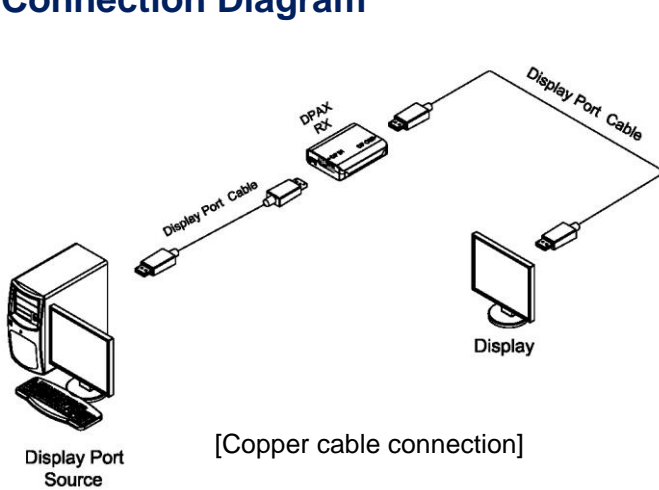 Connection Diagram
DPAX
RX
Display Port Cable
Display Port Cable
Display
[Copper cable connection]
Display Port
Source